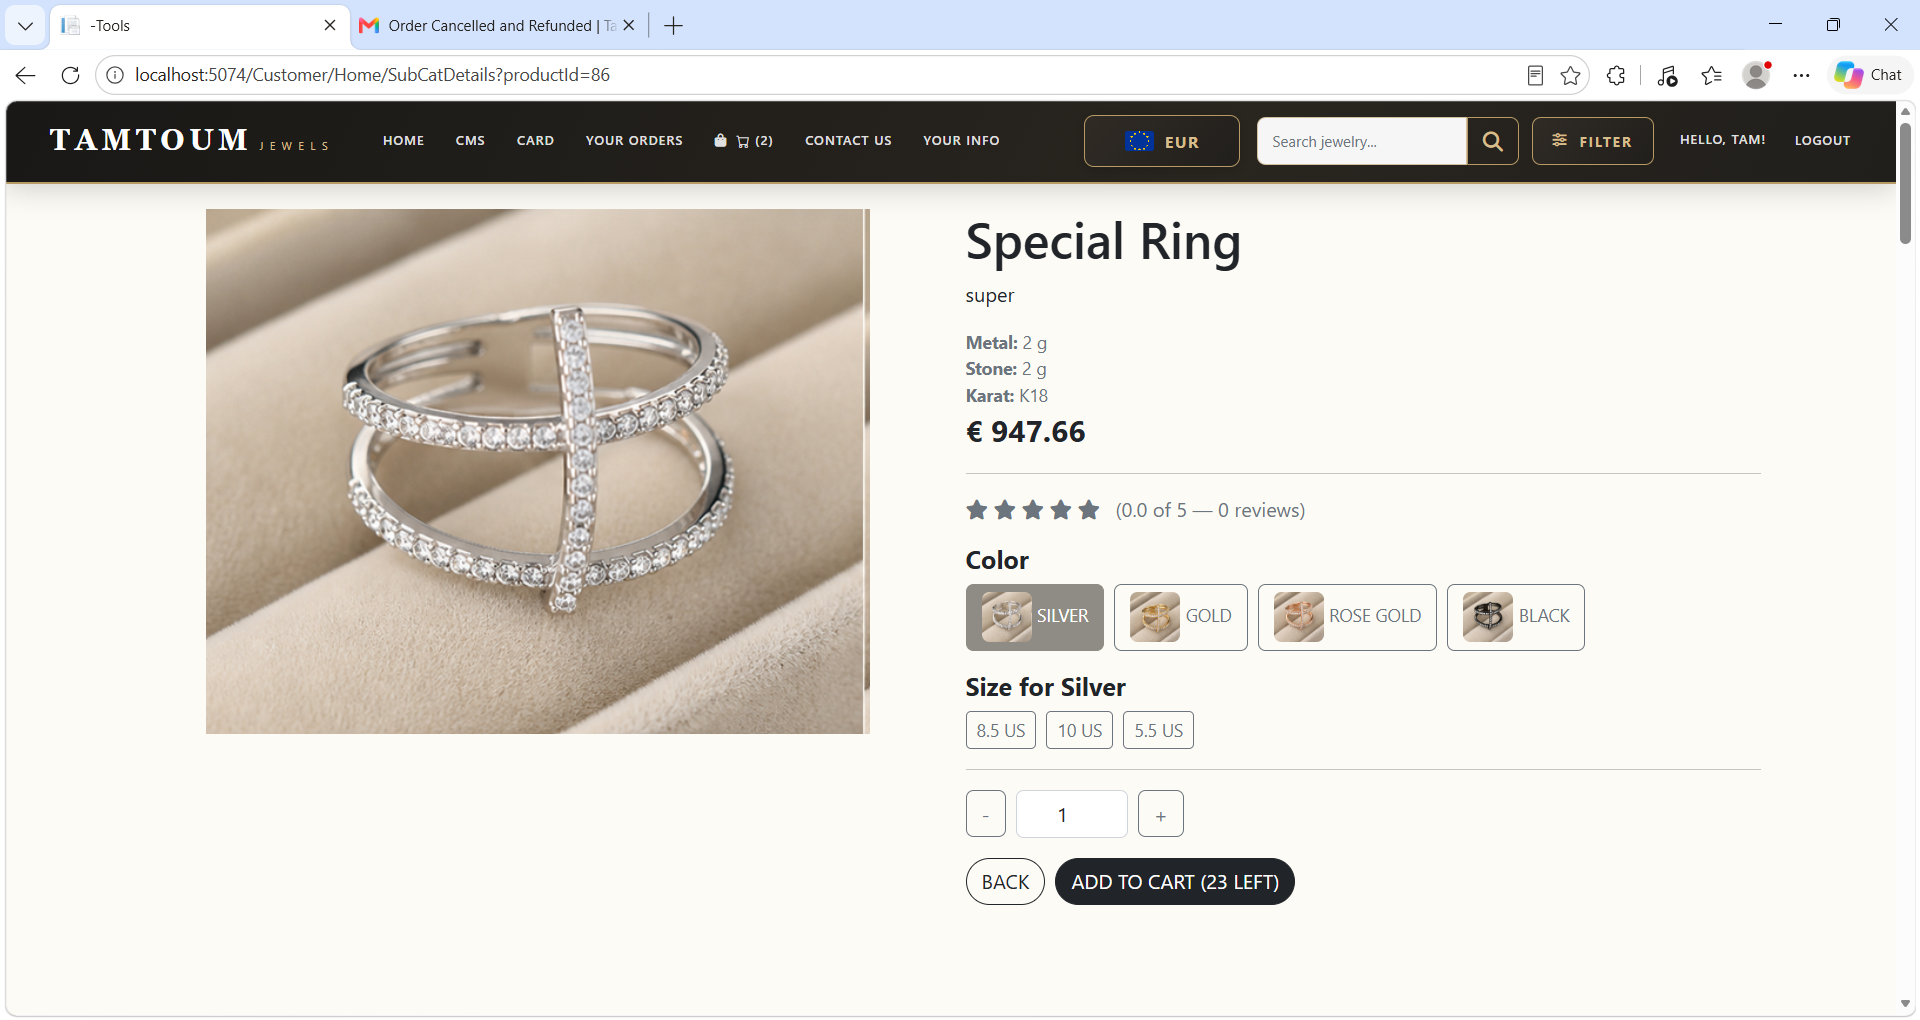 -Tools
Order Cancelled and Refunded | Ta
localhost:5074/Customer/Home/SubCatDetails?productId=86
Chat
TAMTOUM JEWELS
HOME
CMS
CARD
YOUR ORDERS
(2)
CONTACT US
YOUR INFO
EUR
Search jewelry...
FILTER
HELLO, TAM!
LOGOUT
Special Ring
super
Metal: 2 g
Stone: 2 g
Karat: K18
€ 947.66
(0.0 of 5 — 0 reviews)
Color
SILVER
GOLD
ROSE GOLD
BLACK
Size for Silver
8.5 US
10 US
5.5 US
-
1
+
BACK
ADD TO CART (23 LEFT)